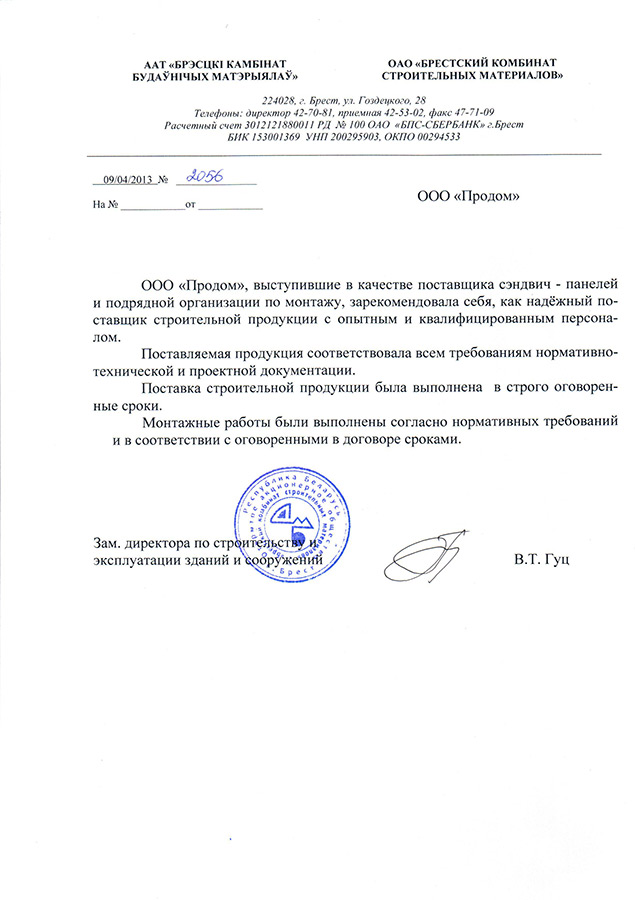 ААТ «БРЭСЦКІ КАМБІНАТ
БУДАЎНІЧЫХ МАТЭРЫЯЛАЎ»
ОАО «БРЕСТСКИЙ КОМБИНАТ
СТРОИТЕЛЬНЫХ МАТЕРИАЛОВ»
224028, г. Брест, ул. Гоздецкого, 28
Телефоны: директор 42-70-81, приемная 42-53-02, факс 47-71-09
Расчетный счет 3012121880011 РД № 100 ОАО «БПС-СБЕРБАНК» г.Брест
БИК 153001369 УНП 200295903, ОКПО 00294533
09/04/2013 № 2056
На № ____________ от ____________
ООО «Продом»
ООО «Продом», выступившие в качестве поставщика сэндвич - панелей
и подрядной организации по монтажу, зарекомендовала себя, как надёжный по-
ставщик строительной продукции с опытным и квалифицированным персона-
лом.
Поставляемая продукция соответствовала всем требованиям нормативно-
технической и проектной документации.
Поставка строительной продукции была выполнена в строго оговорен-
ные сроки.
Монтажные работы были выполнены согласно нормативных требований
и в соответствии с оговоренными в договоре сроками.
Республика Беларусь
акционерное общество
комбинат строительных
Брест
Зам. директора по строительству и
эксплуатации зданий и сооружений
В.Т. Гуц